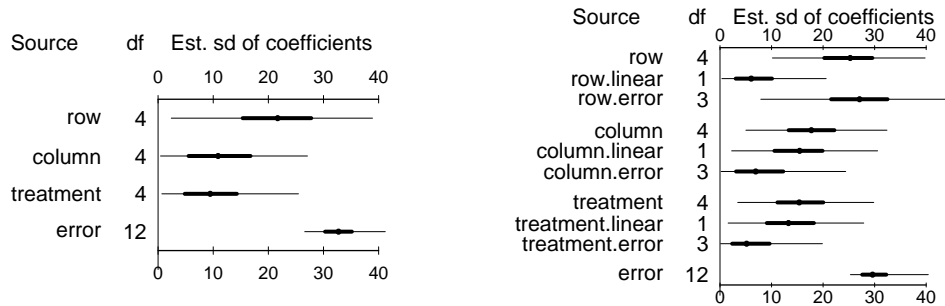 Source df Est. sd of coefficients
0 10 20 30 40
row 4
column 4
treatment 4
error 12
0 10 20 30 40
Source df Est. sd of coefficients
0 10 20 30 40
row 4
row.linear 1
row.error 3
column 4
column.linear 1
column.error 3
treatment 4
treatment.linear 1
treatment.error 3
error 12
0 10 20 30 40